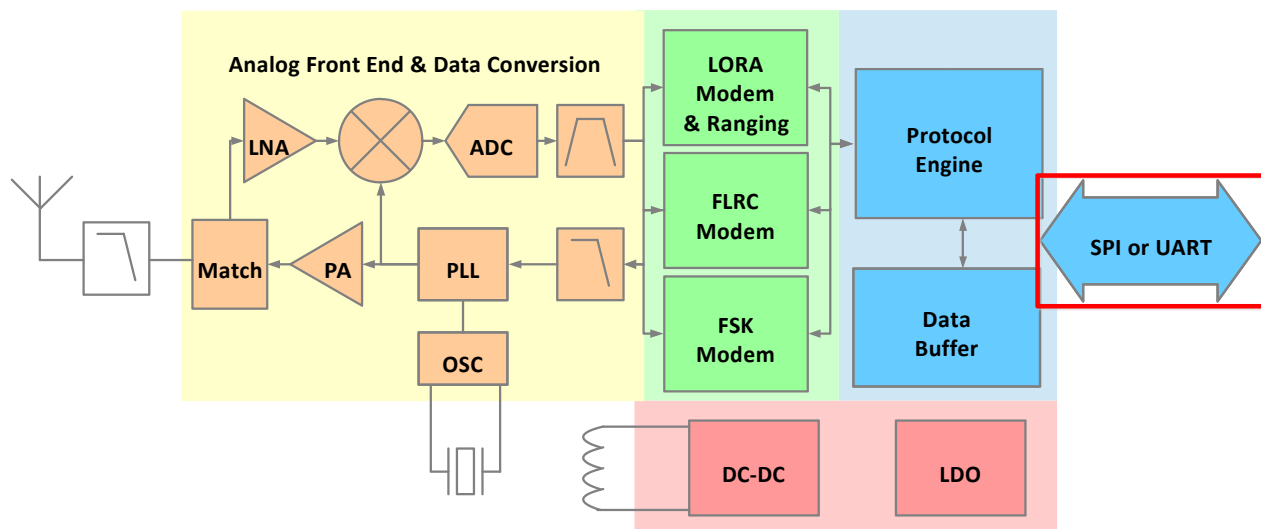 Analog Front End & Data Conversion
LNA
ADC
Match
PA
PLL
OSC
LORA
Modem
& Ranging
FLRC
Modem
FSK
Modem
Protocol
Engine
Data
Buffer
SPI or UART
DC-DC
LDO